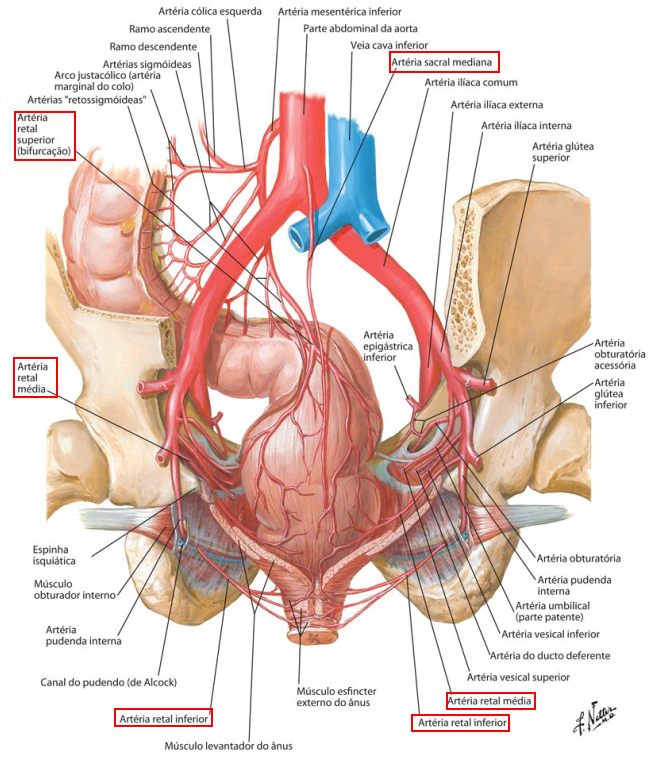 Artéria cólica esquerda
Artéria mesentérica inferior
Ramo ascendente
Parte abdominal da aorta
Ramo descendente
Veia cava inferior
Artérias sigmóideas
Artéria sacral mediana
Arco justacólico (artéria
marginal do colo)
Artéria ilíaca comum
Artérias "retossigmóideas"
Artéria ilíaca externa
Artéria
retal
superior
(bifurcação)
Artéria ilíaca interna
Artéria glútea
superior
Artéria
epigástrica
inferior
Artéria
obturatória
acessória
Artéria
retal
média
Artéria
glútea
inferior
Espinha
isquiática
Artéria obturatória
Músculo
obturador interno
Artéria pudenda
interna
Artéria umbilical
(parte patente)
Artéria
pudenda interna
Artéria vesical inferior
Artéria do ducto deferente
Canal do pudendo (de Alcock)
Artéria vesical superior
Músculo esfincter
externo do ânus
Artéria retal média
Artéria retal inferior
Artéria retal inferior
Músculo levantador do ânus
F. Netter
M.D.